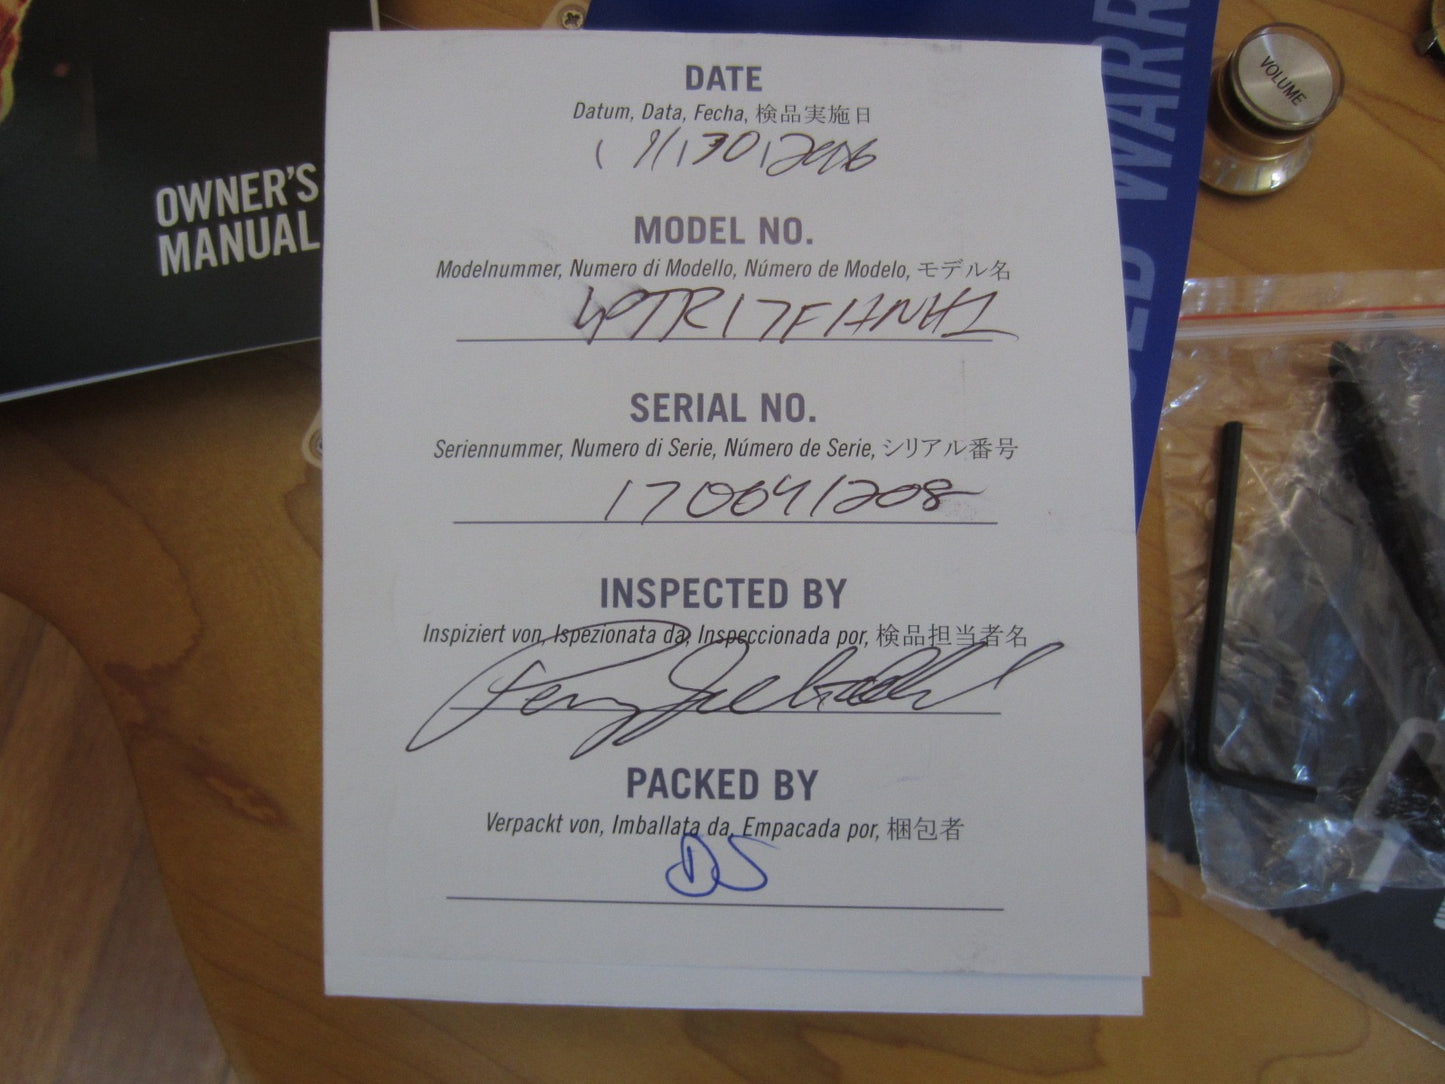 OWNER'S
MANUAL
DATE
Datum, Data, Fecha, 検品実施日
2016
MODEL NO.
Modelnummer, Numero di Modello, Número de Modelo, モデル名
LPTR17F1HNH1
SERIAL NO.
Seriennummer, Numero di Serie, Número de Serie, シリアル番号
170041208
INSPECTED BY
Inspiziert von, Ispezionata da, Inspeccionada por, 検品担当者名
PACKED BY
Verpackt von, Imballata da, Empacada por, 梱包者
DS
VOLUME